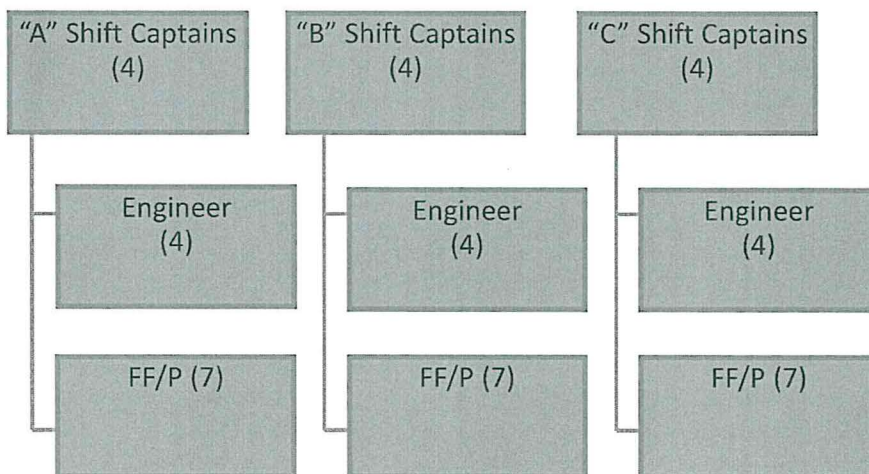 “A” Shift Captains
(4)
“B” Shift Captains
(4)
“C” Shift Captains
(4)
Engineer
(4)
Engineer
(4)
Engineer
(4)
FF/P (7)
FF/P (7)
FF/P (7)